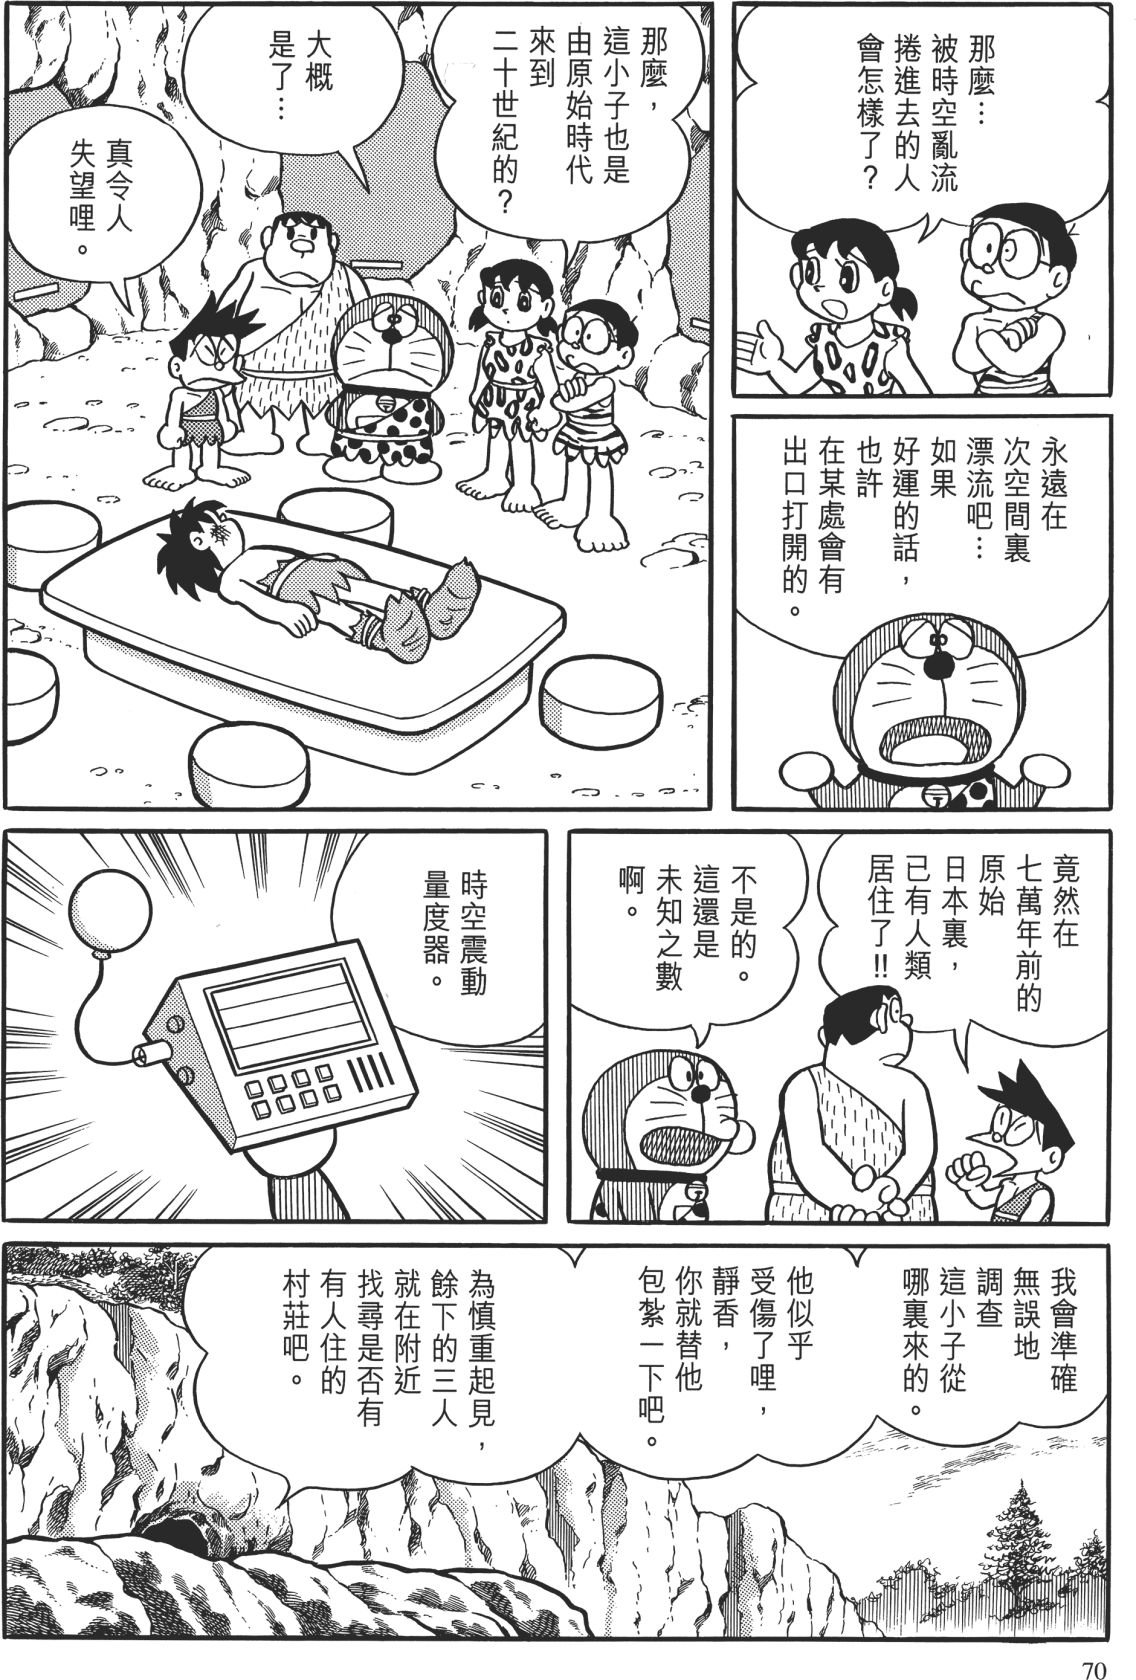 那麼⋯
被時空亂流
捲進去的人
會怎樣了？
永遠在
次空間裏
漂流吧⋯
如果
好運的話，
也許
在某處會有
出口打開的。
那麼，
這小子也是
由原始時代
來到
二十世紀的？
大概
是了⋯
真令人
失望哩。
竟然在
七萬年前的
原始
日本裏，
已有人類
居住了!!
不是的。
這還是
未知之數
啊。
時空震動
量度器。
我會準確
無誤地
調查
這小子從
哪裏來的。
他似乎
受傷了哩，
靜香，
你就替他
包紮一下吧。
為慎重起見，
餘下的三人
就在附近
找尋是否有
有人住的
村莊吧。
70